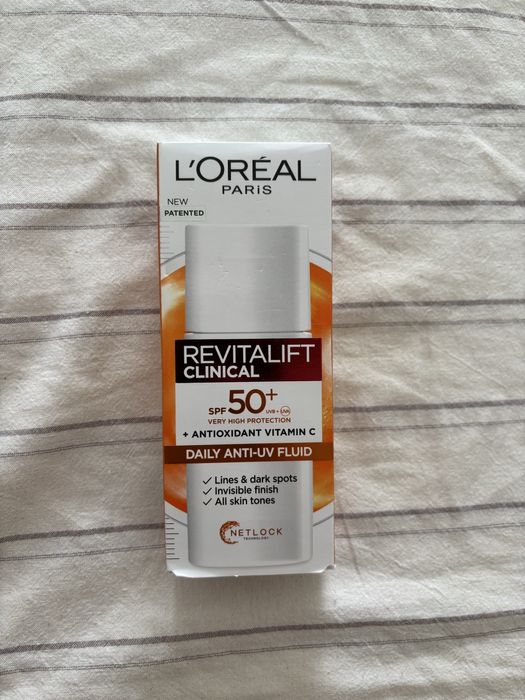 L'ORÉAL
PARiS
NEW
PATENTED
REVITALIFT
CLINICAL
SPF 50+ UVB + UVA
VERY HIGH PROTECTION
+ ANTIOXIDANT VITAMIN C
DAILY ANTI-UV FLUID
✓ Lines & dark spots
✓ Invisible finish
✓ All skin tones
NETLOCK
TECHNOLOGY